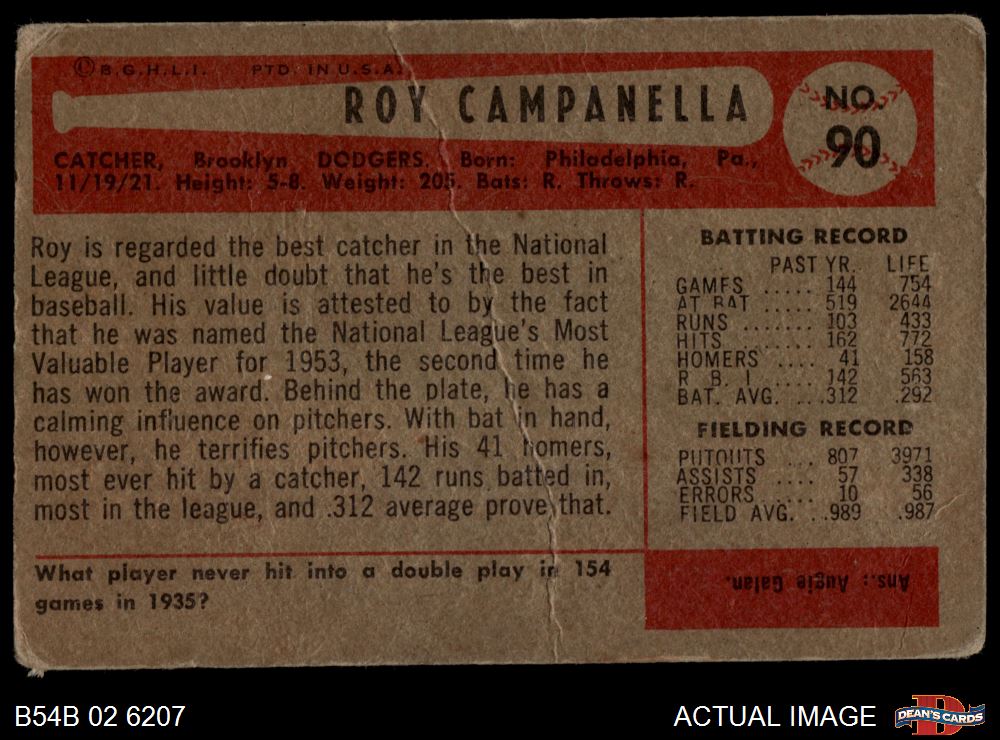 Ⓛ B.G.H.L.I. PTD. IN U.S.A.
ROY CAMPANELLA
NO.
90
CATCHER, Brooklyn DODGERS. Born: Philadelphia, Pa.,
11/19/21. Height: 5-8. Weight: 205. Bats: R. Throws: R.
Roy is regarded the best catcher in the National
League, and little doubt that he's the best in
baseball. His value is attested to by the fact
that he was named the National League's Most
Valuable Player for 1953, the second time he
has won the award. Behind the plate, he has a
calming influence on pitchers. With bat in hand,
however, he terrifies pitchers. His 41 homers,
most ever hit by a catcher, 142 runs batted in,
most in the league, and .312 average prove that.
BATTING RECORD
PAST YR. LIFE
GAMES ..... 144 754
AT BAT ..... 519 2644
RUNS ....... 103 433
HITS ....... 162 772
HOMERS .... 41 158
R. B. I. .... 142 563
BAT. AVG. ... .312 .292
FIELDING RECORD
PUTOUTS ... 807 3971
ASSISTS .... 57 338
ERRORS ..... 10 56
FIELD AVG. . .989 .987
What player never hit into a double play in 154
games in 1935?
Ans.: Augie Galan.
B54B 02 6207
ACTUAL IMAGE
D
DEAN'S CARDS